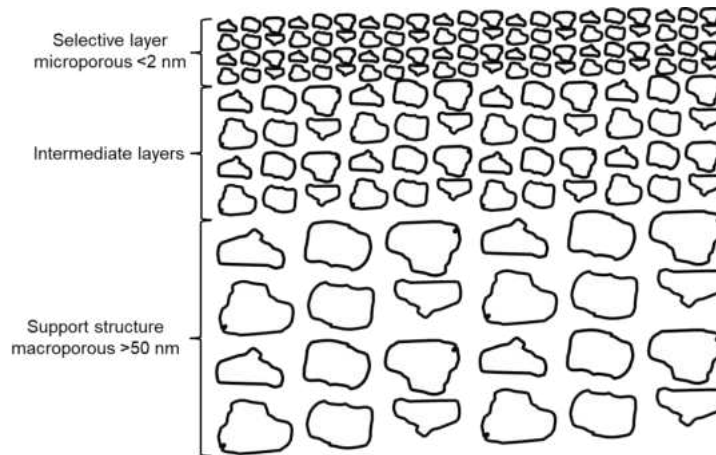 Selective layer
microporous <2 nm
Intermediate layers
Support structure
macroporous >50 nm